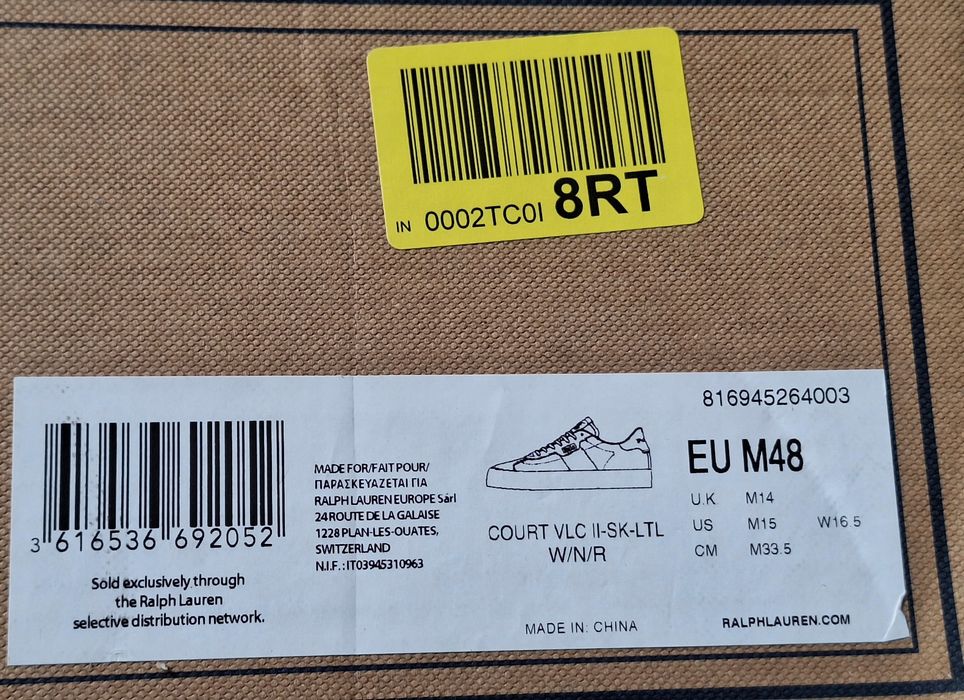 IN 0002TC0I 8RT
816945264003
EU M48
U.K M14
US M15 W16.5
CM M33.5
COURT VLC II-SK-LTL
W/N/R
MADE FOR/FAIT POUR/
ΠΑΡΑΣΚΕΥΑΖΕΤΑΙ ΓΙΑ
RALPH LAUREN EUROPE Sàrl
24 ROUTE DE LA GALAISE
1228 PLAN-LES-OUATES,
SWITZERLAND
N.I.F.: IT03945310963
3 616536 692052
Sold exclusively through
the Ralph Lauren
selective distribution network.
MADE IN: CHINA
RALPHLAUREN.COM